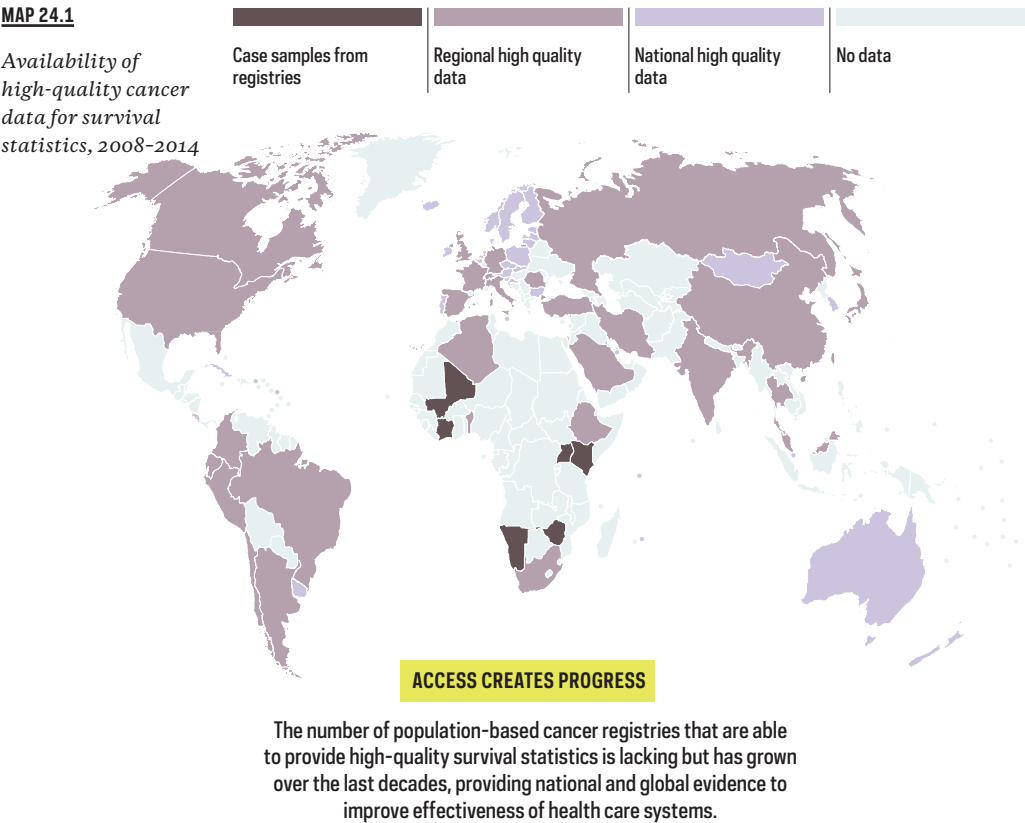 MAP 24.1
Availability of
high-quality cancer
data for survival
statistics, 2008–2014
Case samples from
registries
Regional high quality
data
National high quality
data
No data
ACCESS CREATES PROGRESS
The number of population-based cancer registries that are able
to provide high-quality survival statistics is lacking but has grown
over the last decades, providing national and global evidence to
improve effectiveness of health care systems.